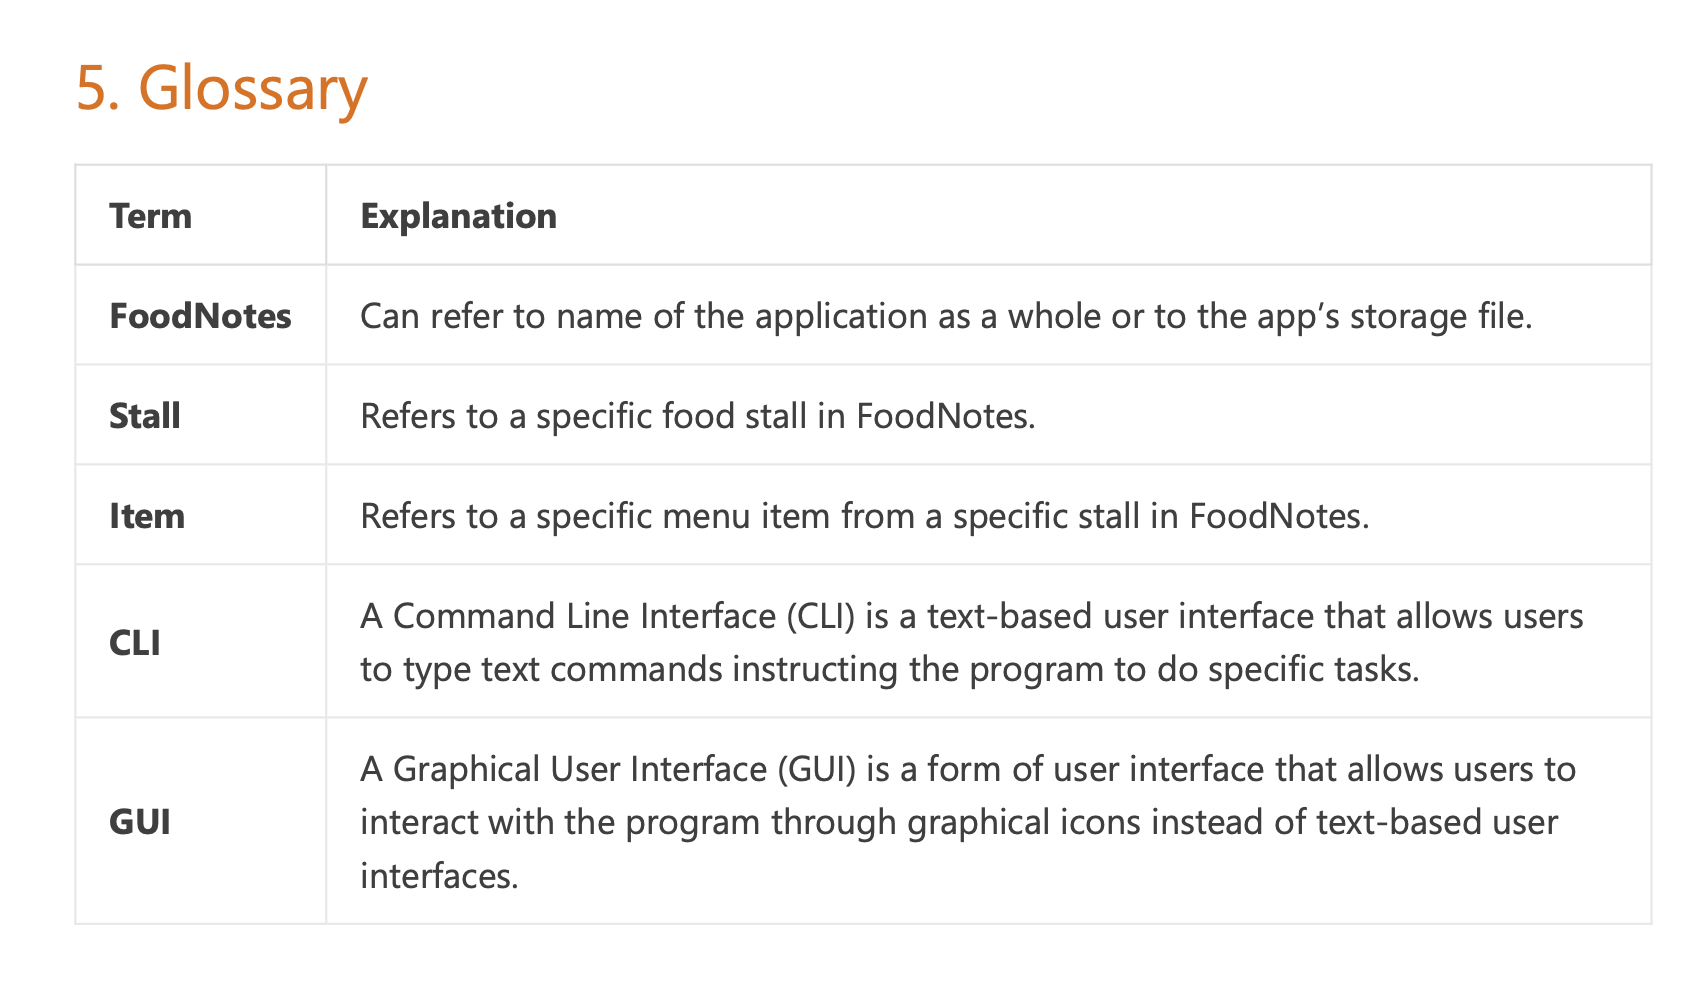 5. Glossary
Term
Explanation
FoodNotes
Can refer to name of the application as a whole or to the app’s storage file.
Stall
Refers to a specific food stall in FoodNotes.
Item
Refers to a specific menu item from a specific stall in FoodNotes.
CLI
A Command Line Interface (CLI) is a text-based user interface that allows users
to type text commands instructing the program to do specific tasks.
GUI
A Graphical User Interface (GUI) is a form of user interface that allows users to
interact with the program through graphical icons instead of text-based user
interfaces.